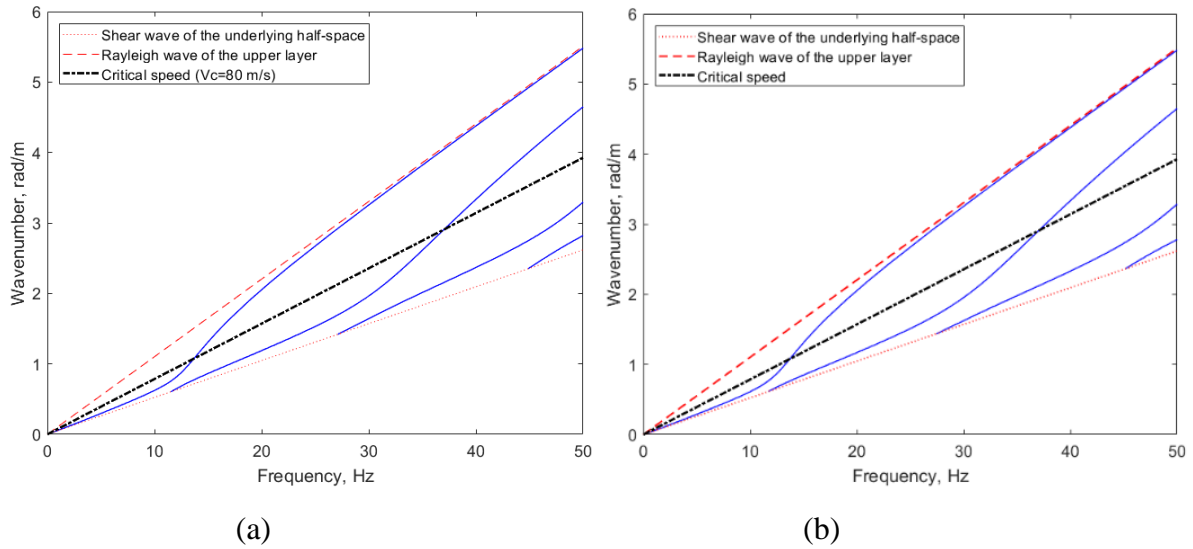 6
5
4
3
2
1
0
Wavenumber, rad/m
Shear wave of the underlying half-space
Rayleigh wave of the upper layer
Critical speed (Vc=80 m/s)
0 10 20 30 40 50
Frequency, Hz
(a)
6
5
4
3
2
1
0
Wavenumber, rad/m
Shear wave of the underlying half-space
Rayleigh wave of the upper layer
Critical speed
0 10 20 30 40 50
Frequency, Hz
(b)